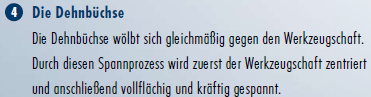 4 Die Dehnbüchse
Die Dehnbüchse wölbt sich gleichmäßig gegen den Werkzeugschaft.
Durch diesen Spannprozess wird zuerst der Werkzeugschaft zentriert
und anschließend vollflächig und kräftig gespannt.